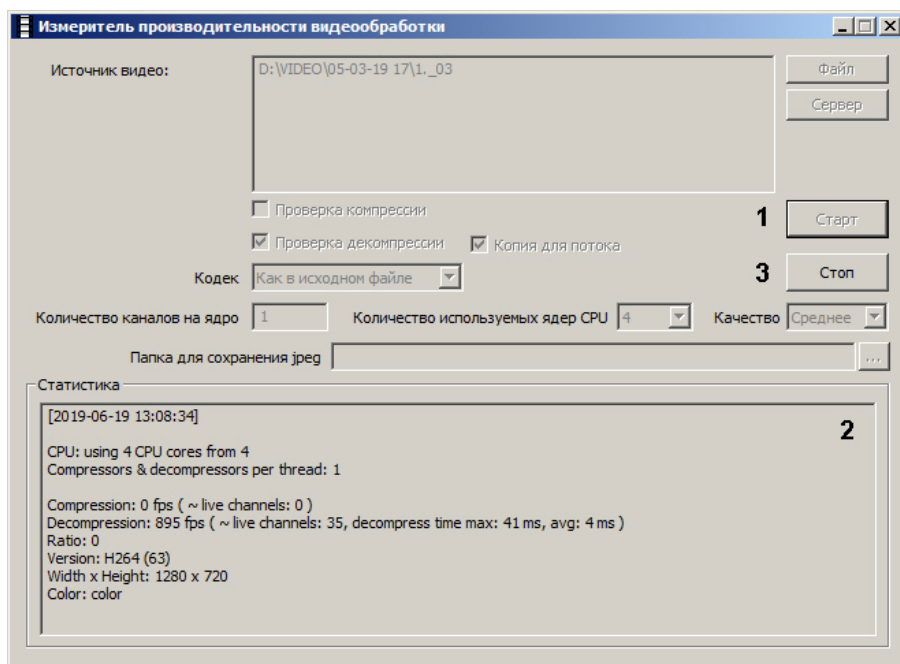 Измеритель производительности видеообработки
Источник видео:
D:\VIDEO\05-03-19 17\1._03
Файл
Сервер
Проверка компрессии
1
Старт
Проверка декомпрессии
Копия для потока
Кодек
Как в исходном файле
3
Стоп
Количество каналов на ядро
1
Количество используемых ядер CPU
4
Качество
Среднее
Папка для сохранения jpeg
...
Статистика
[2019-06-19 13:08:34]
2
CPU: using 4 CPU cores from 4
Compressors & decompressors per thread: 1
Compression: 0 fps ( ~ live channels: 0 )
Decompression: 895 fps ( ~ live channels: 35, decompress time max: 41 ms, avg: 4 ms )
Ratio: 0
Version: H264 (63)
Width x Height: 1280 x 720
Color: color